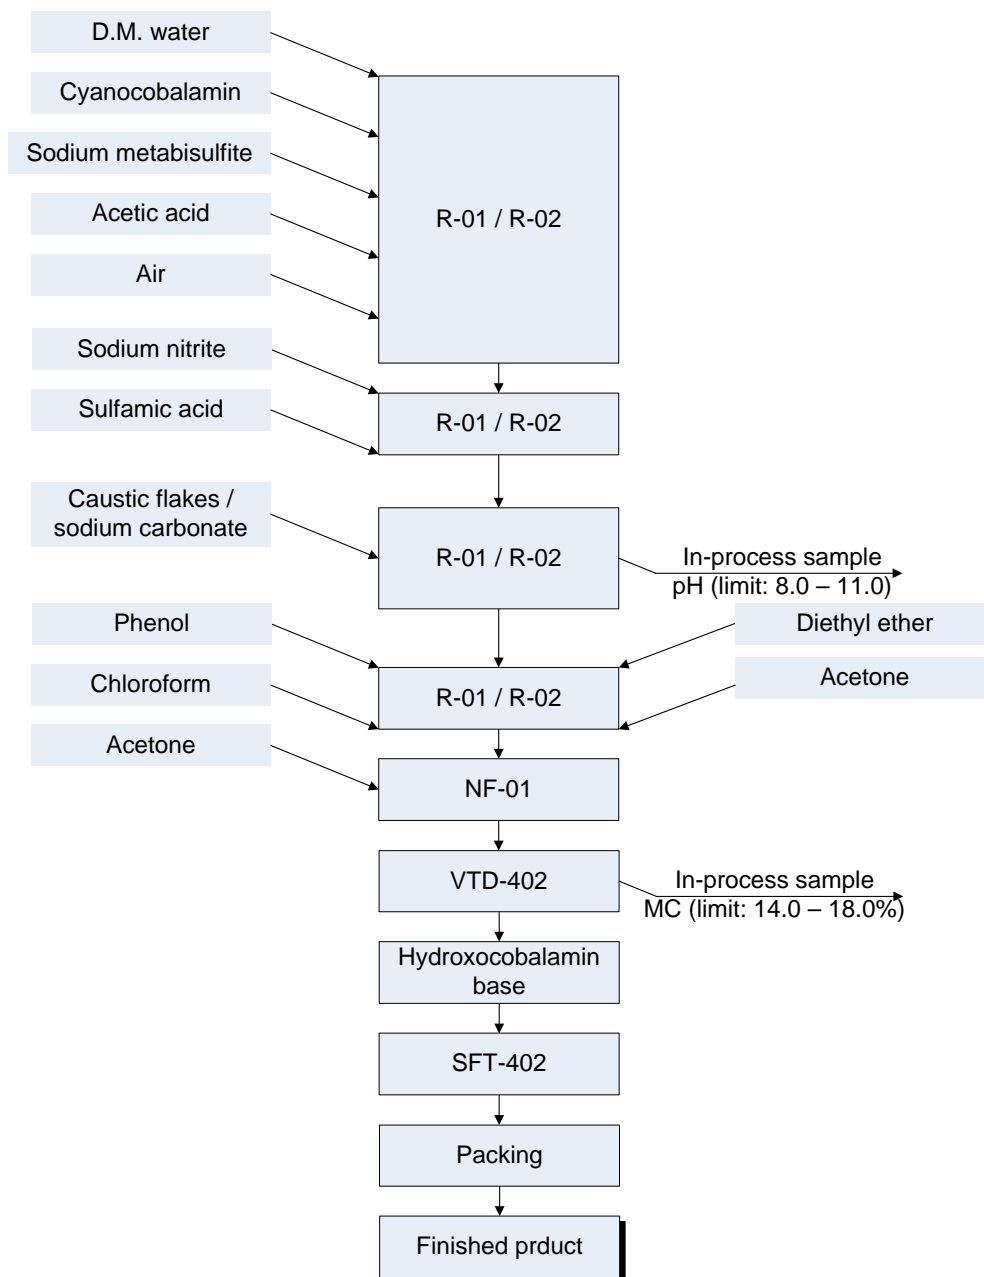 D.M. water
Cyanocobalamin
Sodium metabisulfite
Acetic acid
Air
R-01 / R-02
Sodium nitrite
Sulfamic acid
R-01 / R-02
Caustic flakes /
sodium carbonate
R-01 / R-02
In-process sample
pH (limit: 8.0 – 11.0)
Phenol
Chloroform
R-01 / R-02
Diethyl ether
Acetone
Acetone
NF-01
VTD-402
In-process sample
MC (limit: 14.0 – 18.0%)
Hydroxocobalamin
base
SFT-402
Packing
Finished prduct